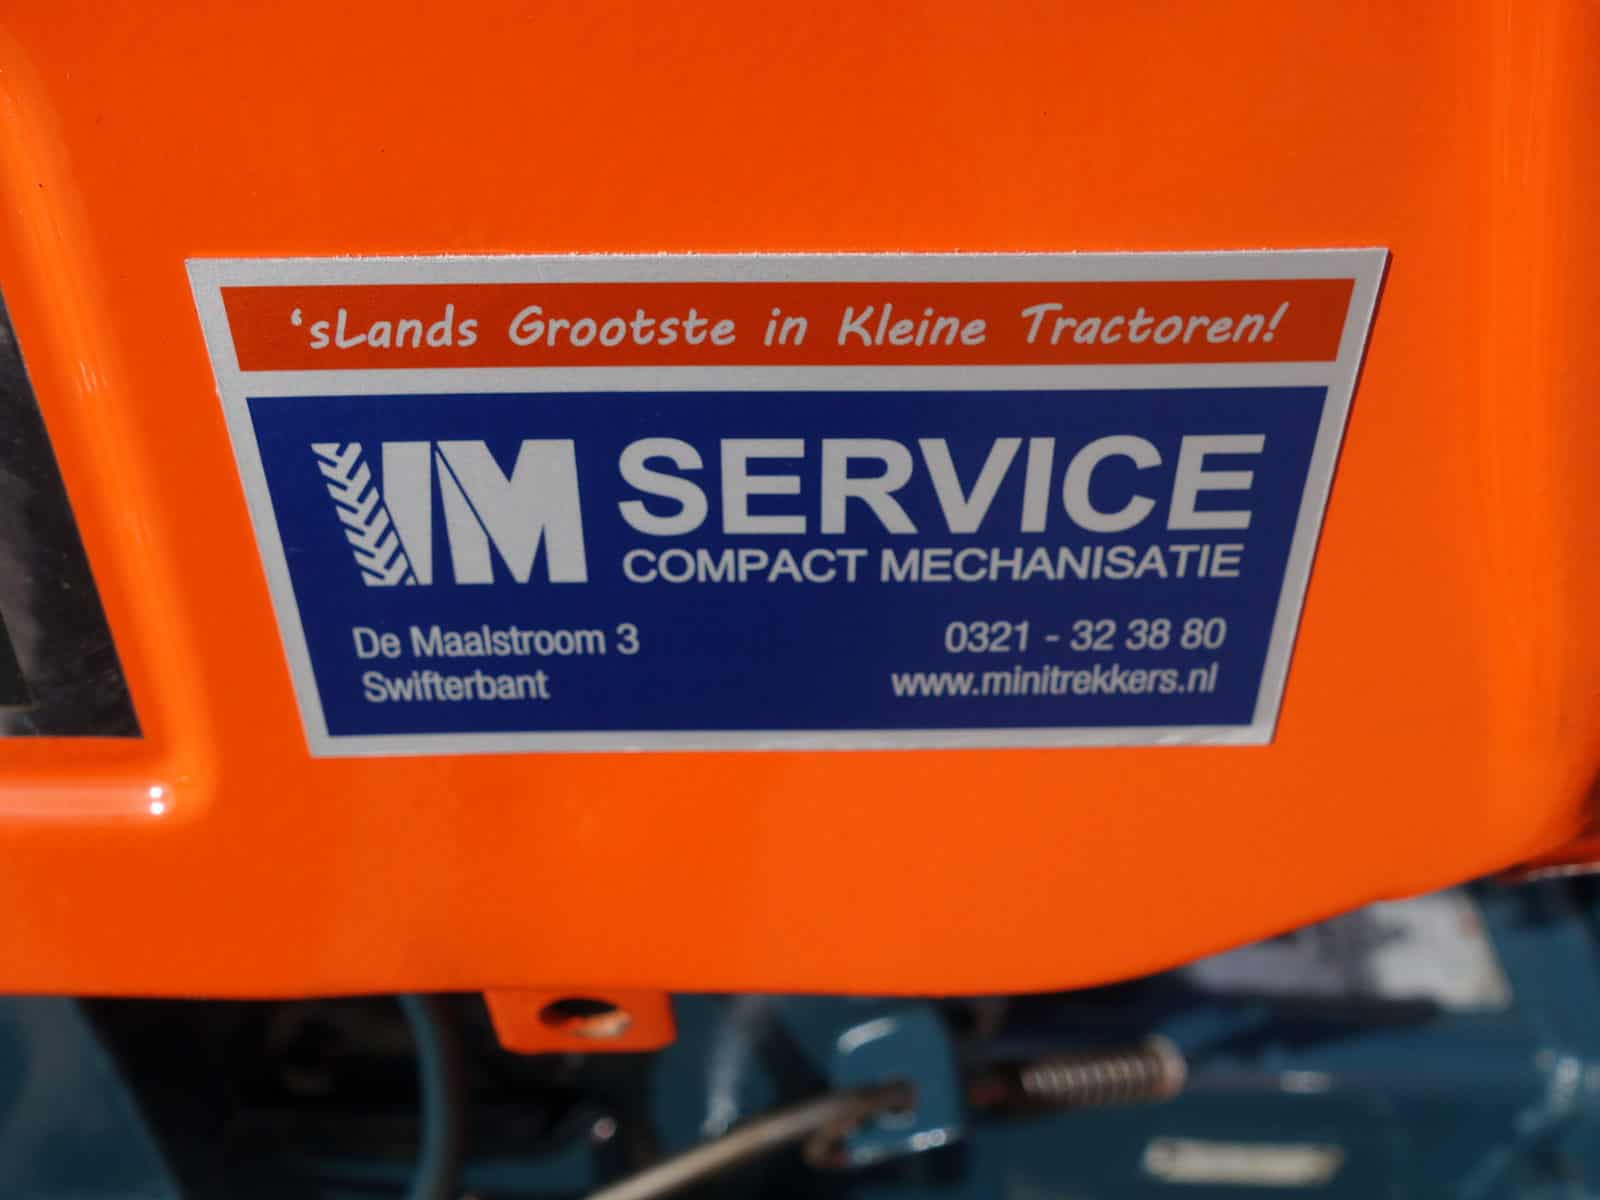 ‘sLands Grootste in Kleine Tractoren!
IM SERVICE
COMPACT MECHANISATIE
De Maalstroom 3
0321 - 32 38 80
Swifterbant
www.minitrekkers.nl